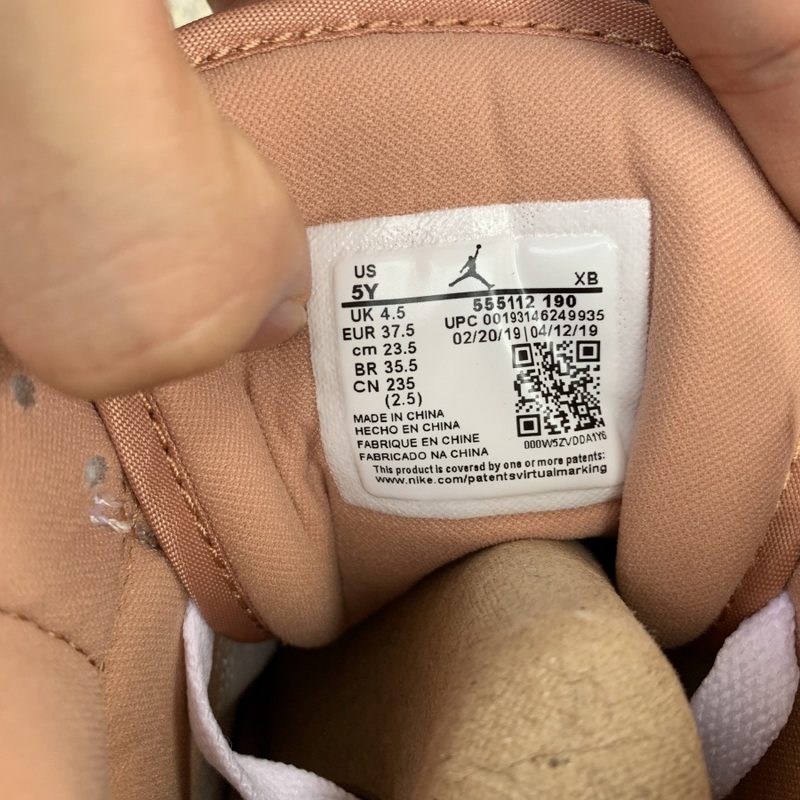 US
5Y
XB
555112 190
UK 4.5
UPC 00193146249935
EUR 37.5
02/20/19|04/12/19
cm 23.5
BR 35.5
CN 235
(2.5)
MADE IN CHINA
HECHO EN CHINA
FABRIQUE EN CHINE
FABRICADO NA CHINA
000W5ZVDDA1Y6
This product is covered by one or more patents:
www.nike.com/patentsvirtualmarking